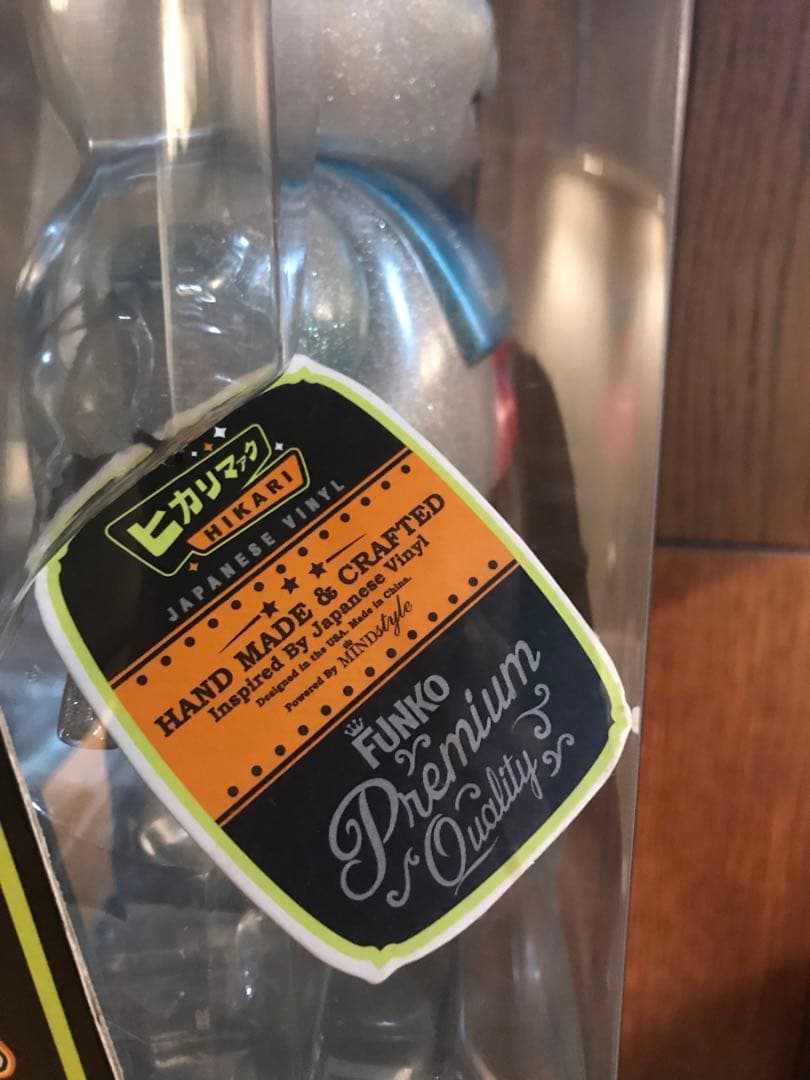 ヒカリマァク
HIKARI
JAPANESE VINYL
HAND MADE & CRAFTED
Inspired By Japanese Vinyl
Designed in the USA. Made in China.
Powered By MINDstyle
FUNKO
Premium
Quality